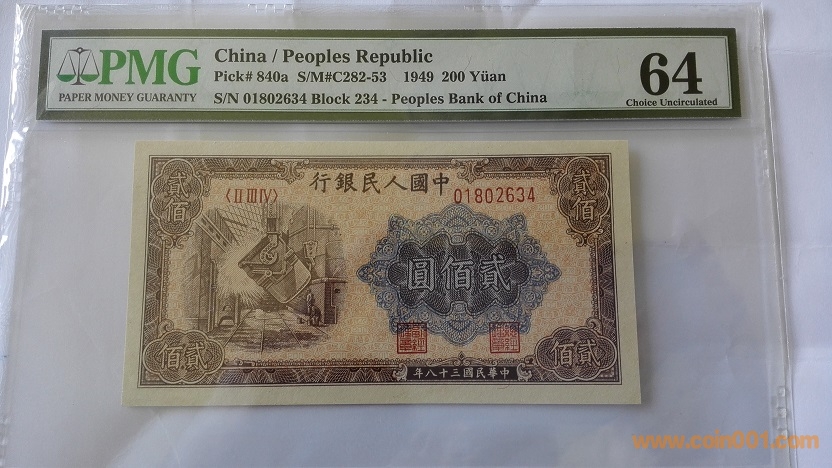 PMG
PAPER MONEY GUARANTY
China / Peoples Republic
Pick# 840a S/M#C282-53 1949 200 Yüan
S/N 01802634 Block 234 - Peoples Bank of China
64
Choice Uncirculated
行銀民人國中
〈II III IV〉
01802634
貳佰
貳佰
圓佰貳
佰貳
佰貳
年八十三國民華中
www.coin001.com